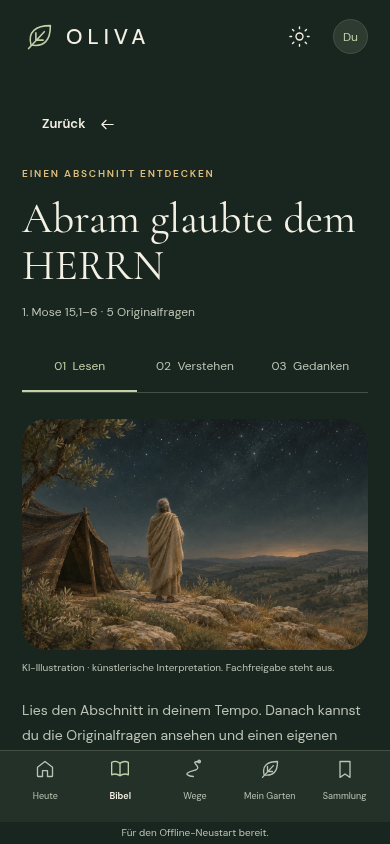 OLIVA
Du
Zurück ←
EINEN ABSCHNITT ENTDECKEN
Abram glaubte dem
HERRN
1. Mose 15,1–6 · 5 Originalfragen
01 Lesen
02 Verstehen
03 Gedanken
KI-Illustration · künstlerische Interpretation. Fachfreigabe steht aus.
Lies den Abschnitt in deinem Tempo. Danach kannst
du die Originalfragen ansehen und einen eigenen
Heute
Bibel
Wege
Mein Garten
Sammlung
Für den Offline-Neustart bereit.